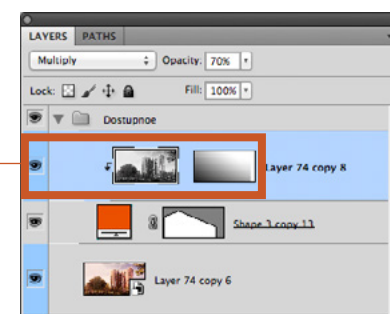 LAYERS PATHS
Multiply Opacity: 70%
Lock: Fill: 100%
Dostupnoe
Layer 74 copy 8
Shape 3 copy 13
Layer 74 copy 6